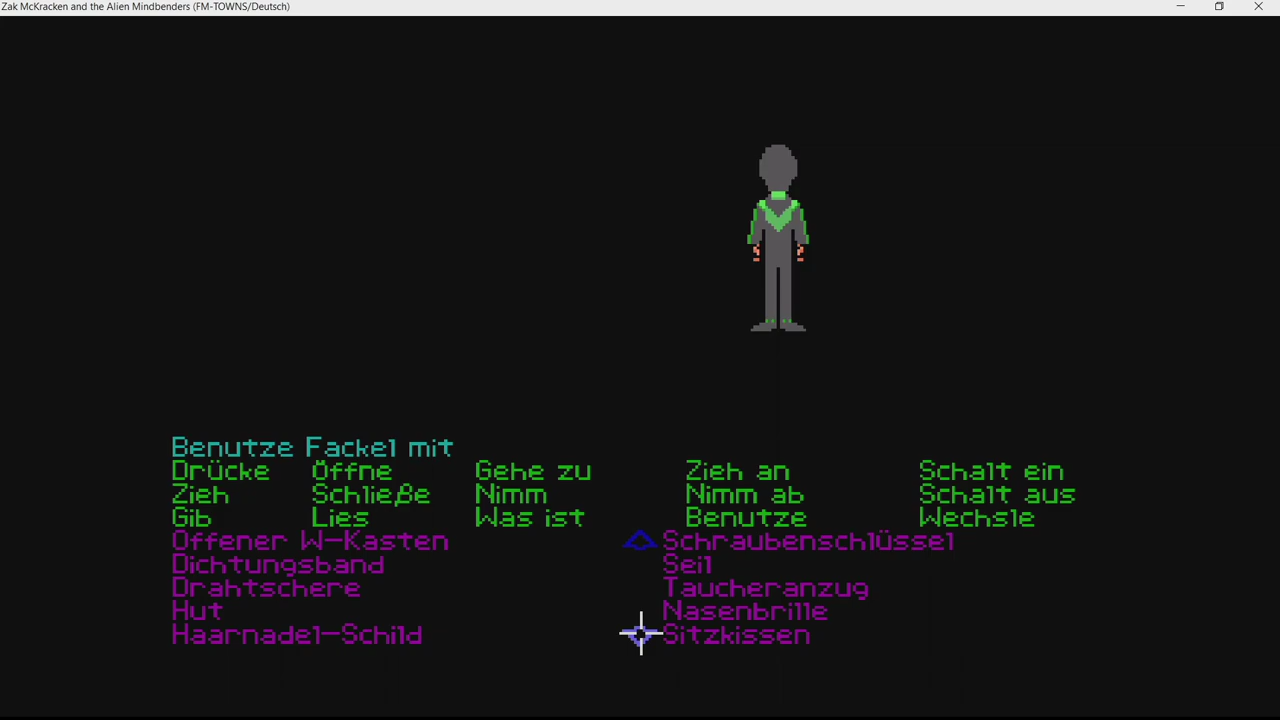 Zak McKracken and the Alien Mindbenders (FM-TOWNS/Deutsch)
Benutze Fackel mit
Drücke Öffne Gehe zu Zieh an Schalt ein
Zieh Schließe Nimm Nimm ab Schalt aus
Gib Lies Was ist Benutze Wechsle
Offener W-Kasten Schraubenschlüssel
Dichtungsband Seil
Drahtschere Taucheranzug
Hut Nasenbrille
Haarnadel-Schild Sitzkissen